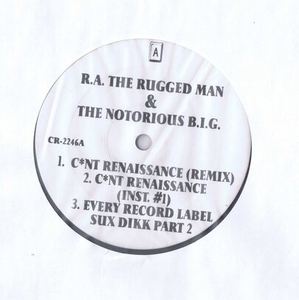 A
R.A. THE RUGGED MAN
&
THE NOTORIOUS B.I.G.
CR-2246A
1. C*NT RENAISSANCE (REMIX)
2. C*NT RENAISSANCE
(INST. #1)
3. EVERY RECORD LABEL
SUX DIKK PART 2